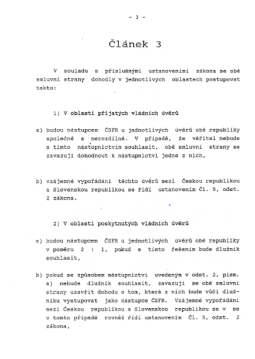 - 3 -
Článek 3
V souladu s příslušnými ustanoveními zákona se obě
smluvní strany dohodly v jednotlivých oblastech postupovat
takto:
1) V oblasti přijatých vládních úvěrů
a) budou nástupcem ČSFR u jednotlivých úvěrů obě republiky
společně a nerozdílně. V případě, že věřitel nebude
s tímto nástupnictvím souhlasit, obě smluvní strany se
zavazují dohodnout k nástupnictví jedné z nich,
b) vzájemné vypořádání těchto úvěrů mezi Českou republikou
a Slovenskou republikou se řídí ustanovením Čl. 5, odst.
2 zákona.
2) V oblasti poskytnutých vládních úvěrů
a) budou nástupcem ČSFR u jednotlivých úvěrů obě republiky
v poměru 2 : 1, pokud s tímto řešením bude dlužník
souhlasit,
b) pokud se způsobem nástupnictví uvedeným v odst. 2, písm.
a) nebude dlužník souhlasit, zavazují se obě smluvní
strany uzavřít dohodu o tom, která z nich bude vůči dluž-
níku vystupovat jako nástupce ČSFR. Vzájemné vypořádání
mezi Českou republikou a Slovenskou republikou se v se
v tomto případě rovněž řídí ustanovením Čl. 5, odst. 2
zákona,